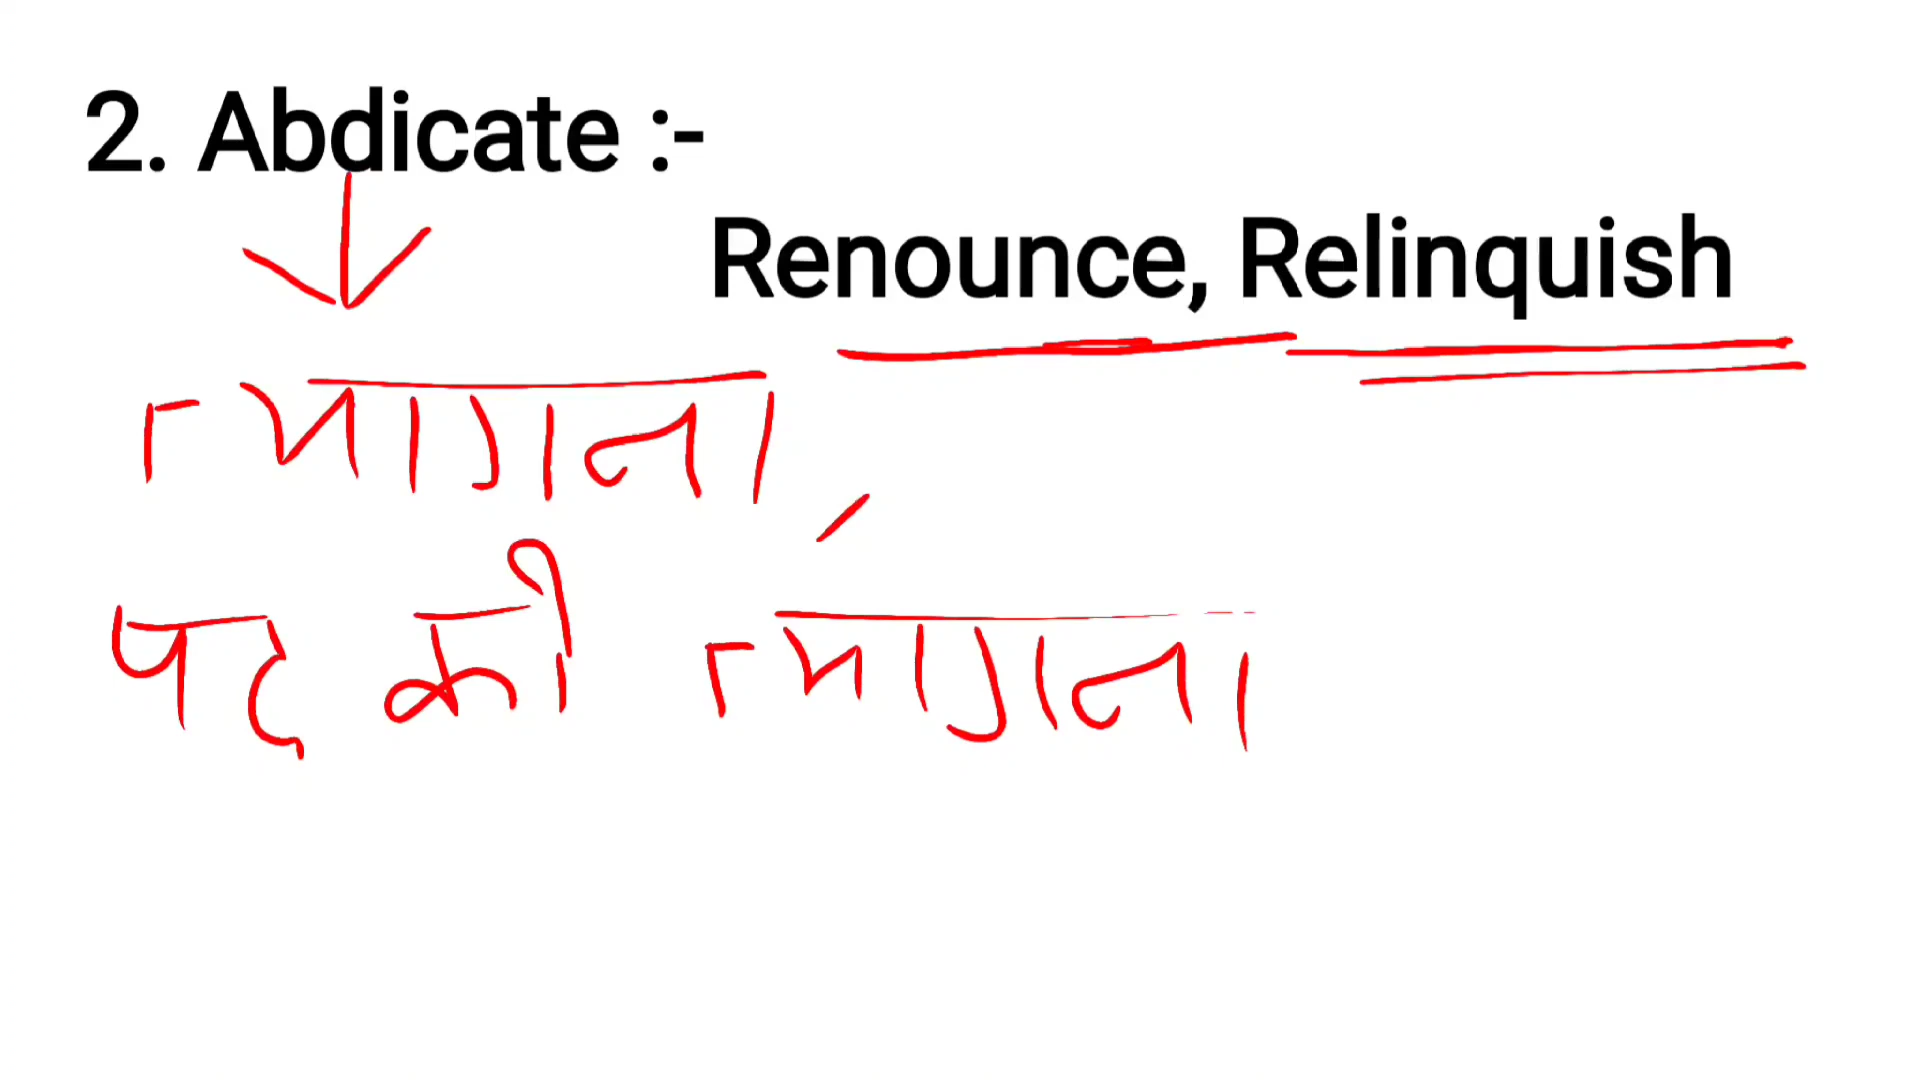 2. Abdicate :-
Renounce, Relinquish
त्यागना,
पद की त्यागना